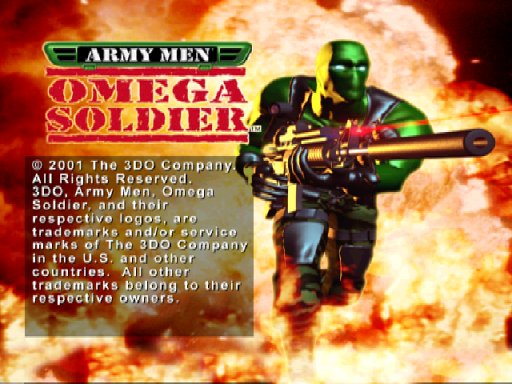 ARMY MEN
OMEGA
SOLDIER™
© 2001 The 3DO Company.
All Rights Reserved.
3DO, Army Men, Omega
Soldier, and their
respective logos, are
trademarks and/or service
marks of The 3DO Company
in the U.S. and other
countries. All other
trademarks belong to their
respective owners.